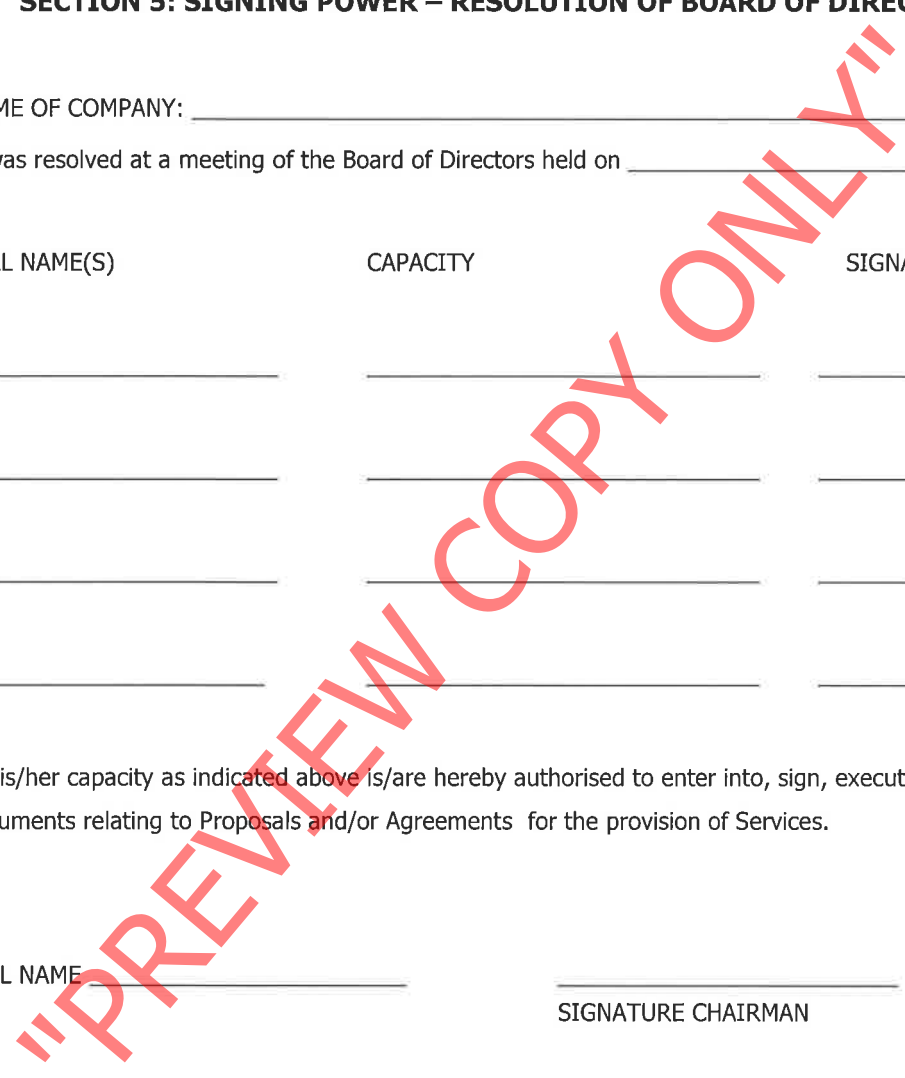 SECTION 5: SIGNING POWER – RESOLUTION OF BOARD OF DIREC
ME OF COMPANY:
was resolved at a meeting of the Board of Directors held on
L NAME(S) CAPACITY SIGNA
is/her capacity as indicated above is/are hereby authorised to enter into, sign, execut
uments relating to Proposals and/or Agreements for the provision of Services.
L NAME
SIGNATURE CHAIRMAN
"PREVIEW COPY ONLY"